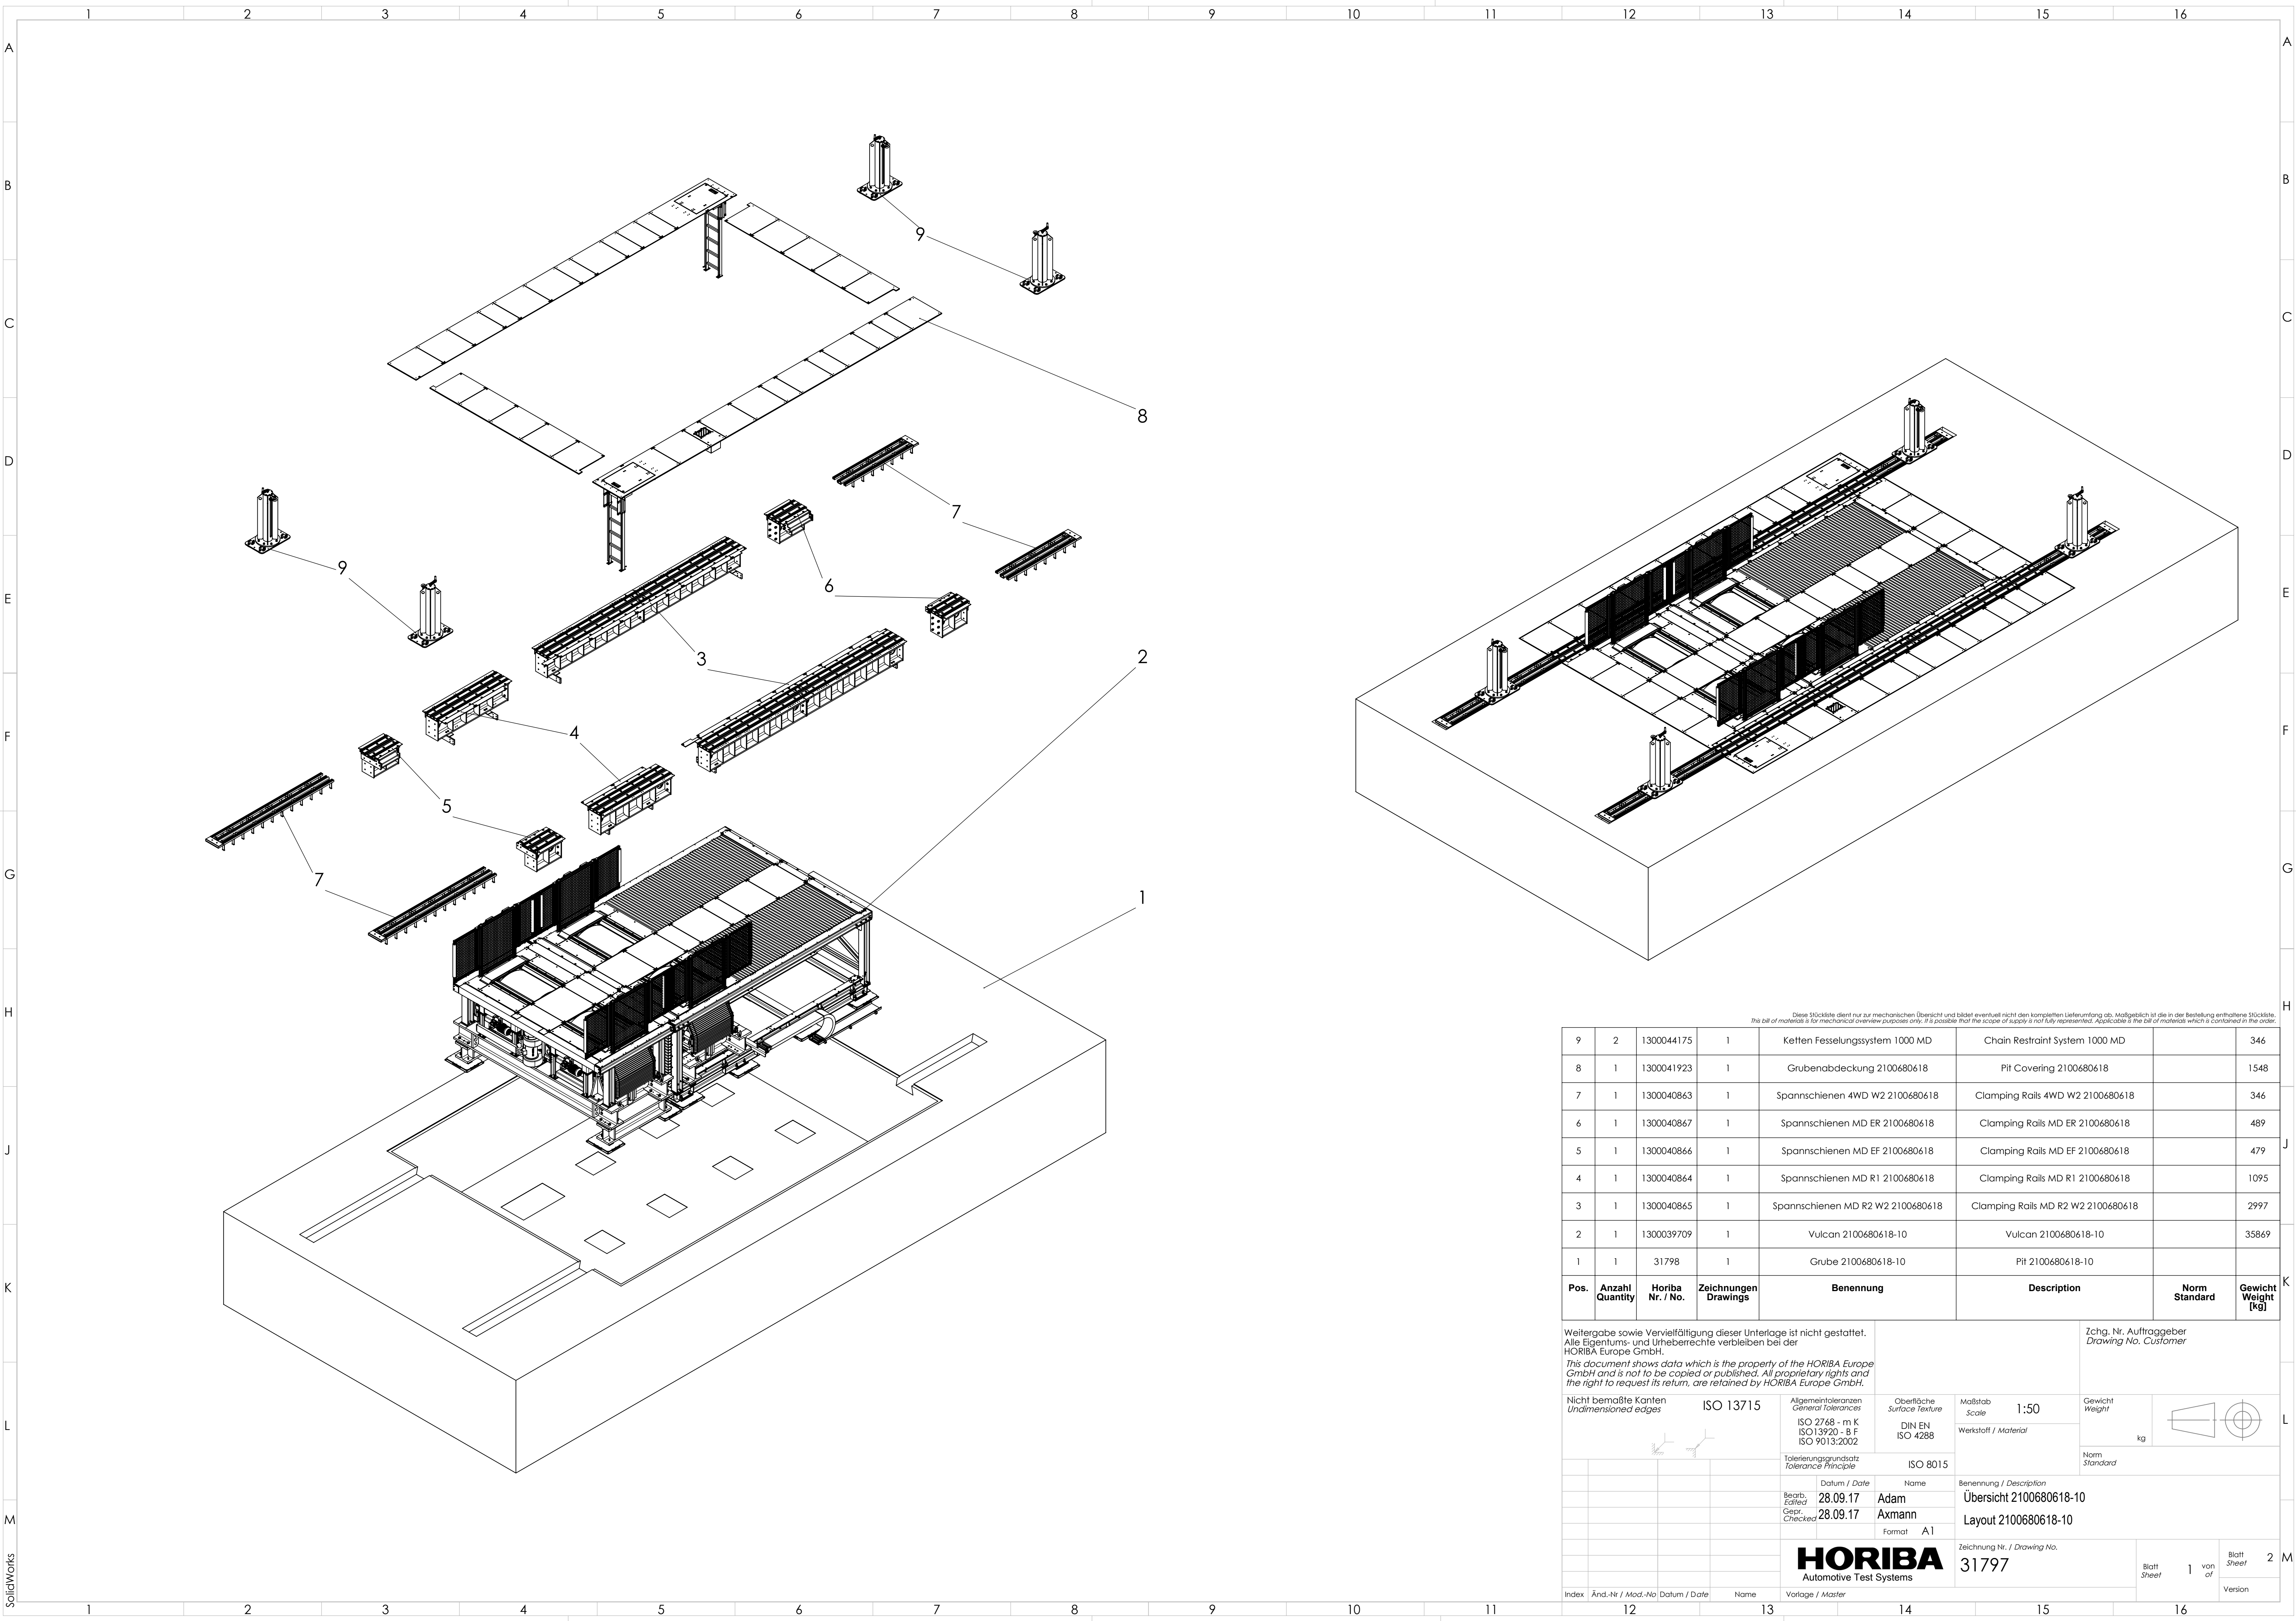 1 2 3 4 5 6 7 8 9 10 11 12 13 14 15 16
A A
B B
C C
D D
E E
F F
G G
H H
J J
K K
L L
M M
9
8
9
7
6
3
2
4
5
7
1
Diese Stückliste dient nur zur mechanischen Übersicht und bildet eventuell nicht den kompletten Lieferumfang ab. Maßgeblich ist die in der Bestellung enthaltene Stückliste.
This bill of materials is for mechanical overview purposes only. It is possible that the scope of supply is not fully represented. Applicable is the bill of materials which is contained in the order.
9 2 1300044175 1 Ketten Fesselungssystem 1000 MD Chain Restraint System 1000 MD 346
8 1 1300041923 1 Grubenabdeckung 2100680618 Pit Covering 2100680618 1548
7 1 1300040863 1 Spannschienen 4WD W2 2100680618 Clamping Rails 4WD W2 2100680618 346
6 1 1300040867 1 Spannschienen MD ER 2100680618 Clamping Rails MD ER 2100680618 489
5 1 1300040866 1 Spannschienen MD EF 2100680618 Clamping Rails MD EF 2100680618 479
4 1 1300040864 1 Spannschienen MD R1 2100680618 Clamping Rails MD R1 2100680618 1095
3 1 1300040865 1 Spannschienen MD R2 W2 2100680618 Clamping Rails MD R2 W2 2100680618 2997
2 1 1300039709 1 Vulcan 2100680618-10 Vulcan 2100680618-10 35869
1 1 31798 1 Grube 2100680618-10 Pit 2100680618-10
Pos. Anzahl Horiba Zeichnungen Benennung Description Norm Gewicht
Quantity Nr. / No. Drawings Standard Weight
[kg]
Weitergabe sowie Vervielfältigung dieser Unterlage ist nicht gestattet.
Alle Eigentums- und Urheberrechte verbleiben bei der
HORIBA Europe GmbH.
This document shows data which is the property of the HORIBA Europe
GmbH and is not to be copied or published. All proprietary rights and
the right to request its return, are retained by HORIBA Europe GmbH.
Zchg. Nr. Auftraggeber
Drawing No. Customer
Nicht bemaßte Kanten
Undimensioned edges
ISO 13715
Allgemeintoleranzen
General Tolerances
ISO 2768 - m K
ISO13920 - B F
ISO 9013:2002
Oberfläche
Surface Texture
DIN EN
ISO 4288
Maßstab
Scale
1:50
Werkstoff / Material
Gewicht
Weight
kg
Norm
Standard
Tolerierungsgrundsatz
Tolerance Principle
ISO 8015
Datum / Date Name
Bearb.
Edited
28.09.17 Adam
Gepr.
Checked
28.09.17 Axmann
Format A1
Benennung / Description
Übersicht 2100680618-10
Layout 2100680618-10
HORIBA
Automotive Test Systems
Zeichnung Nr. / Drawing No.
31797
Blatt
Sheet
1
von
of
Blatt
Sheet
2
Version
Index Änd.-Nr / Mod.-No Datum / Date Name Vorlage / Master
SolidWorks
1 2 3 4 5 6 7 8 9 10 11 12 13 14 15 16